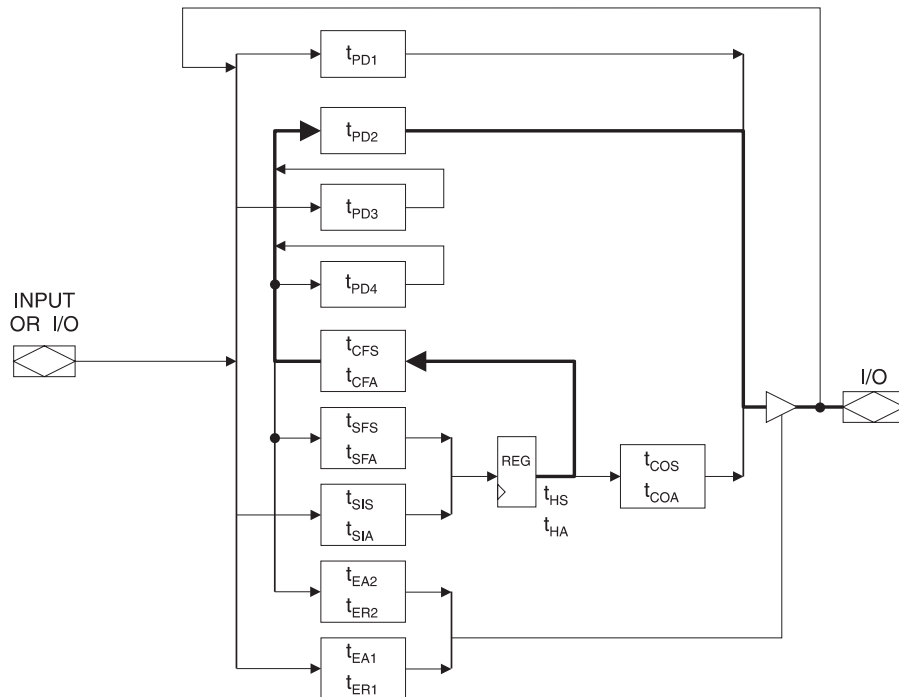 tPD1
tPD2
tPD3
tPD4
INPUT
OR I/O
tCFS
tCFA
I/O
tSFS
tSFA
REG
tCOS
tCOA
tHS
tHA
tSIS
tSIA
tEA2
tER2
tEA1
tER1